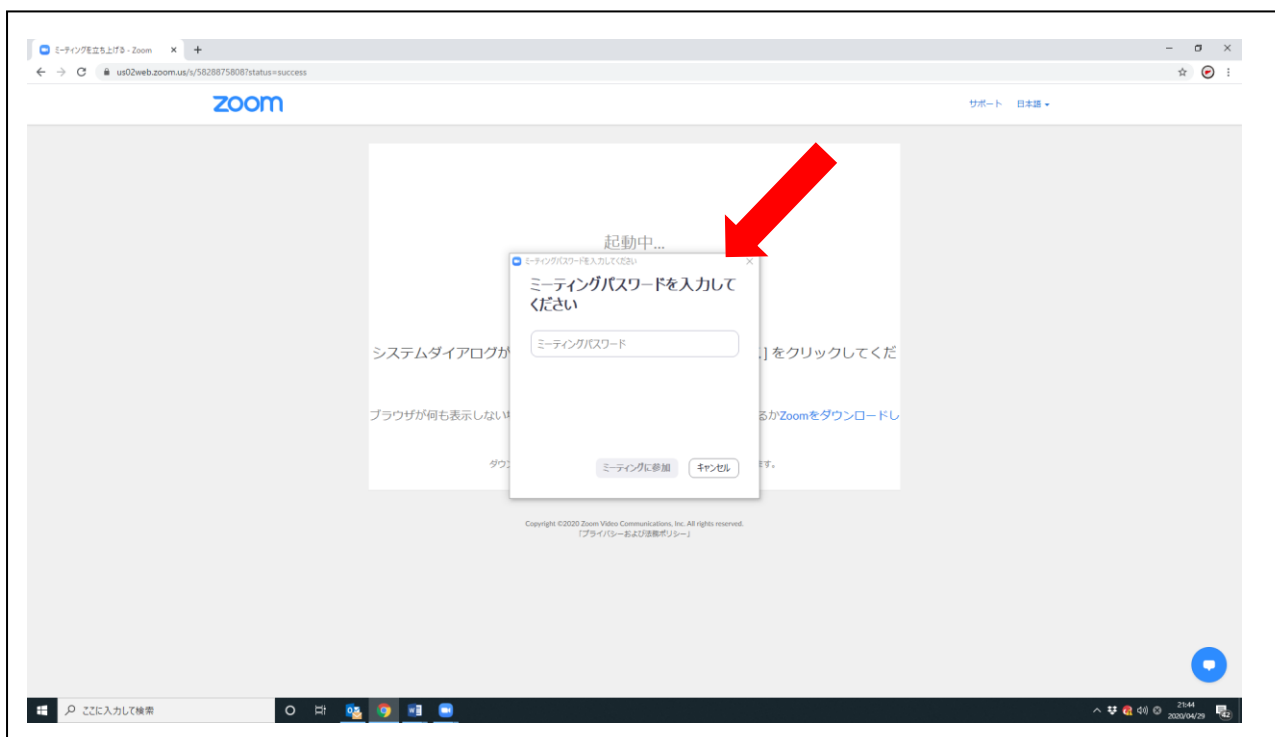 ミーティングを立ち上げる - Zoom
us02web.zoom.us/s/5828875808?status=success
zoom
サポート 日本語
起動中...
ミーティングパスワードを入力してください
ミーティングパスワードを入力して
ください
ミーティングパスワード
システムダイアログが
] をクリックしてくだ
ブラウザが何も表示しない
るかZoomをダウンロードし
ダウ
ます。
ミーティングに参加 キャンセル
Copyright ©2020 Zoom Video Communications, Inc. All rights reserved.
「プライバシーおよび法務ポリシー」
ここに入力して検索
21:44
2020/04/29
42